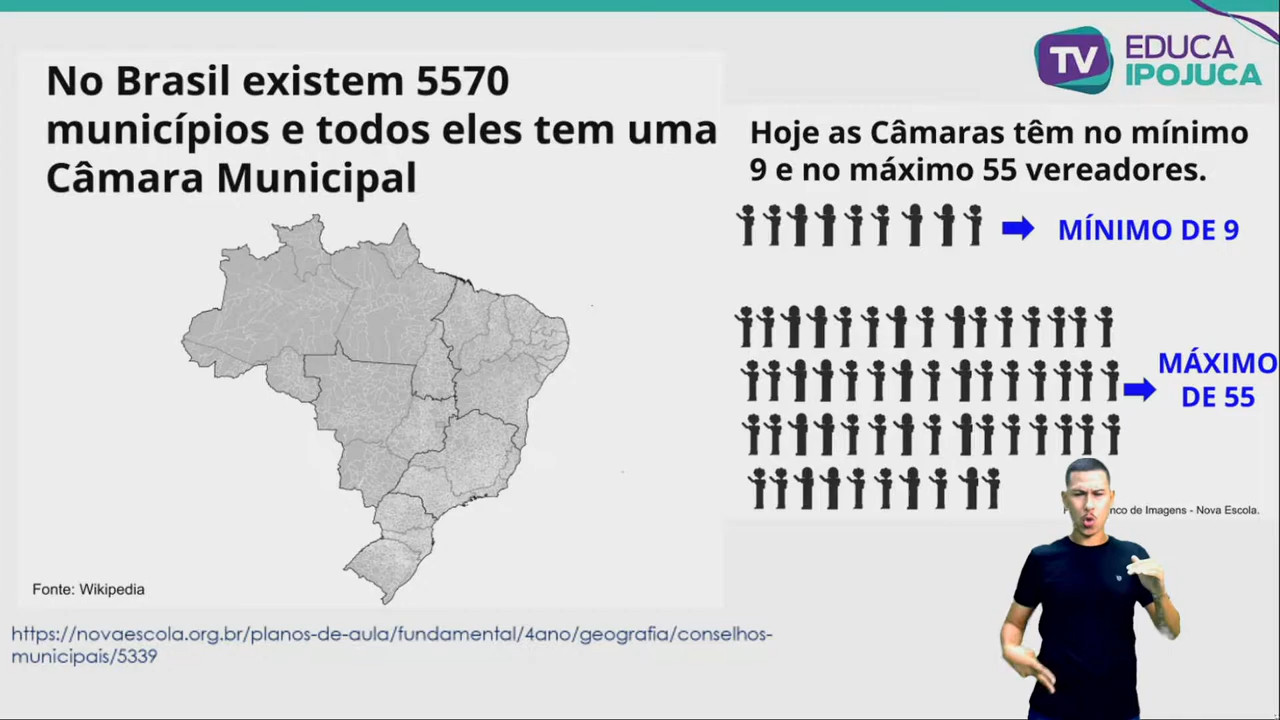 No Brasil existem 5570
municípios e todos eles tem uma
Câmara Municipal
Fonte: Wikipedia
https://novaescola.org.br/planos-de-aula/fundamental/4ano/geografia/conselhos-
municipais/5339
TV EDUCA
IPOJUCA
Hoje as Câmaras têm no mínimo
9 e no máximo 55 vereadores.
MÍNIMO DE 9
MÁXIMO
DE 55
de Imagens - Nova Escola.